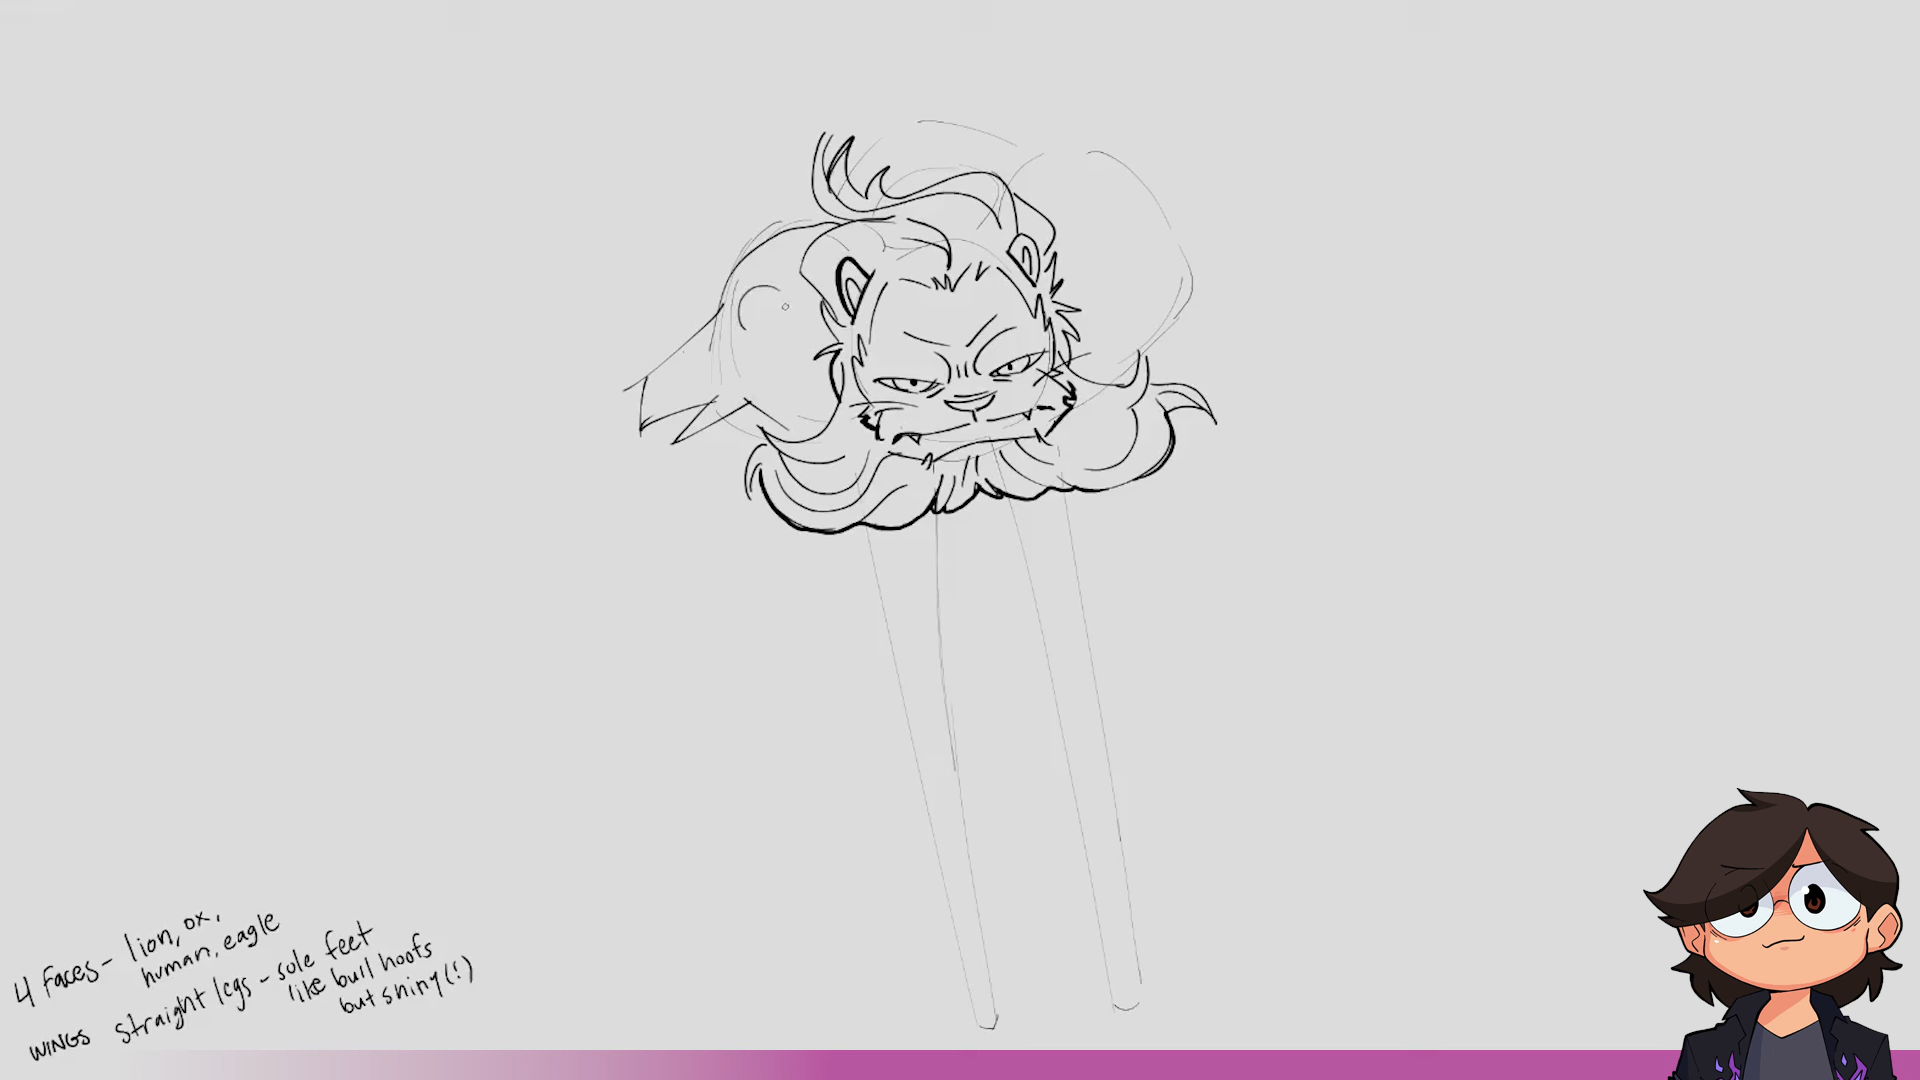 4 faces - lion, ox,
human, eagle
straight legs - sole feet
like bull hoofs
but shiny(!)
WINGS